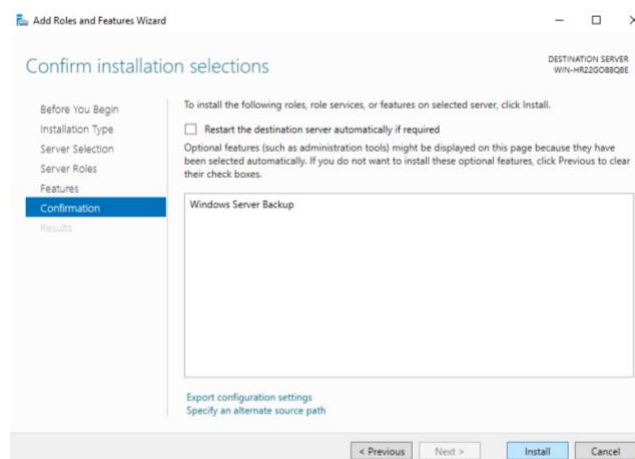 Add Roles and Features Wizard
Confirm installation selections
DESTINATION SERVER
WIN-HR22GO88Q8E
Before You Begin
Installation Type
Server Selection
Server Roles
Features
Confirmation
Results
To install the following roles, role services, or features on selected server, click Install.
Restart the destination server automatically if required
Optional features (such as administration tools) might be displayed on this page because they have
been selected automatically. If you do not want to install these optional features, click Previous to clear
their check boxes.
Windows Server Backup
Export configuration settings
Specify an alternate source path
< Previous
Next >
Install
Cancel